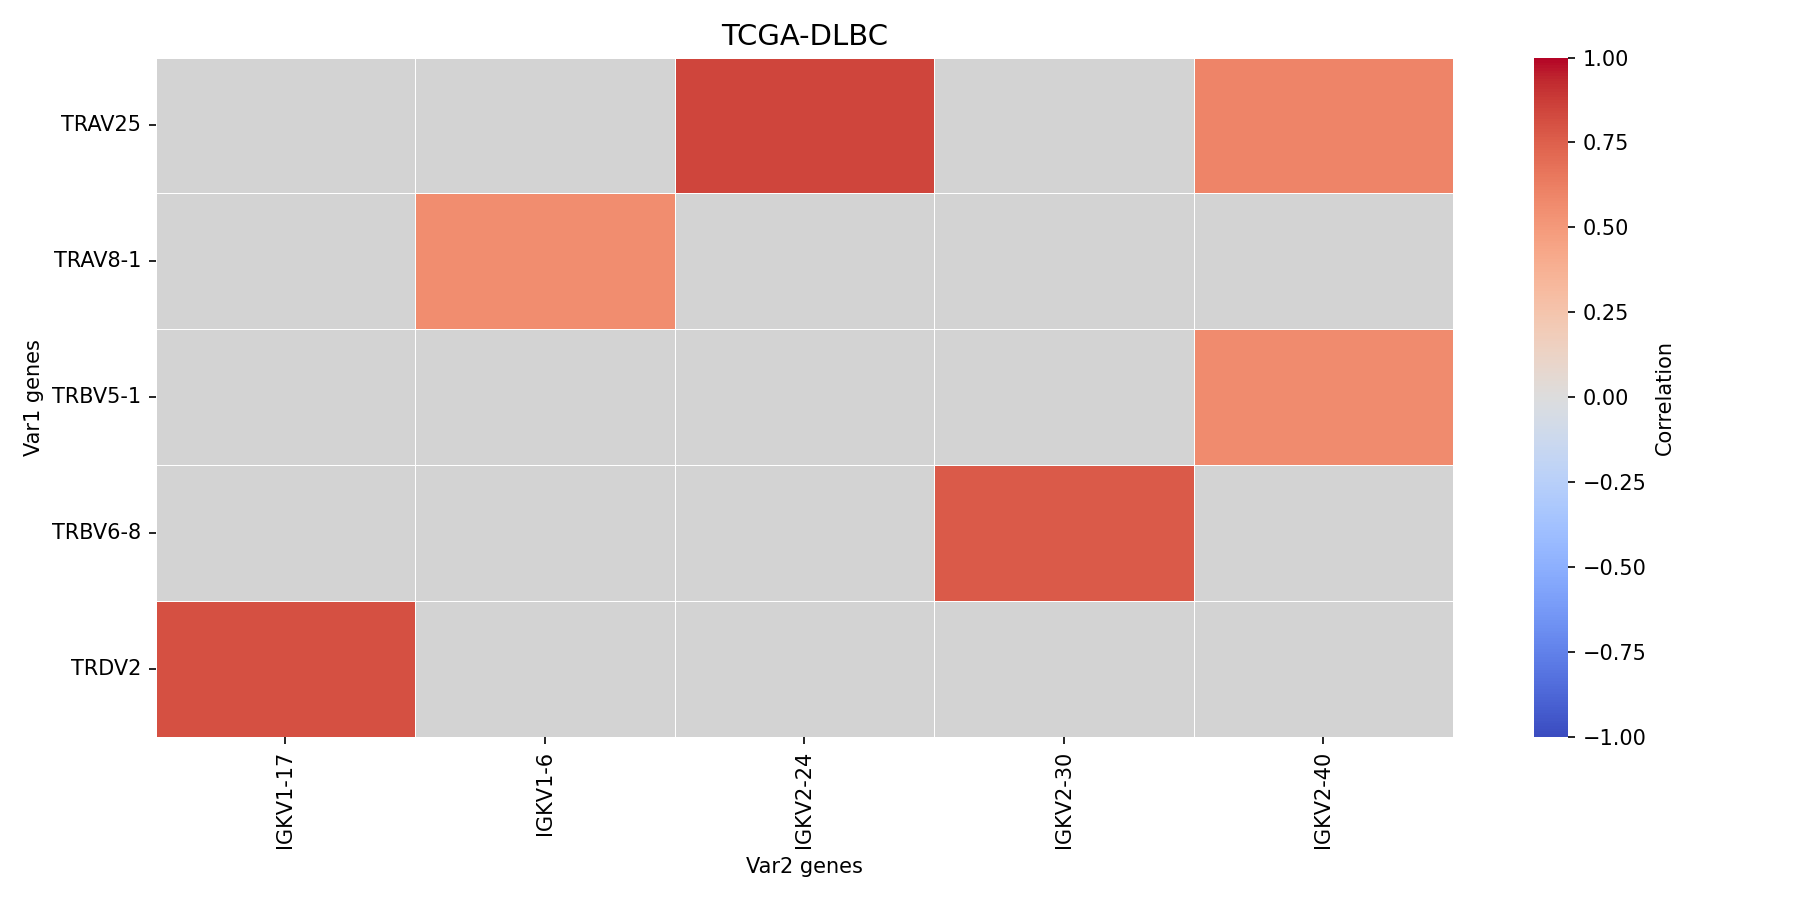 TCGA-DLBC
TRAV25
TRAV8-1
TRBV5-1
TRBV6-8
TRDV2
Var1 genes
IGKV1-17
IGKV1-6
IGKV2-24
IGKV2-30
IGKV2-40
Var2 genes
1.00
0.75
0.50
0.25
0.00
−0.25
−0.50
−0.75
−1.00
Correlation